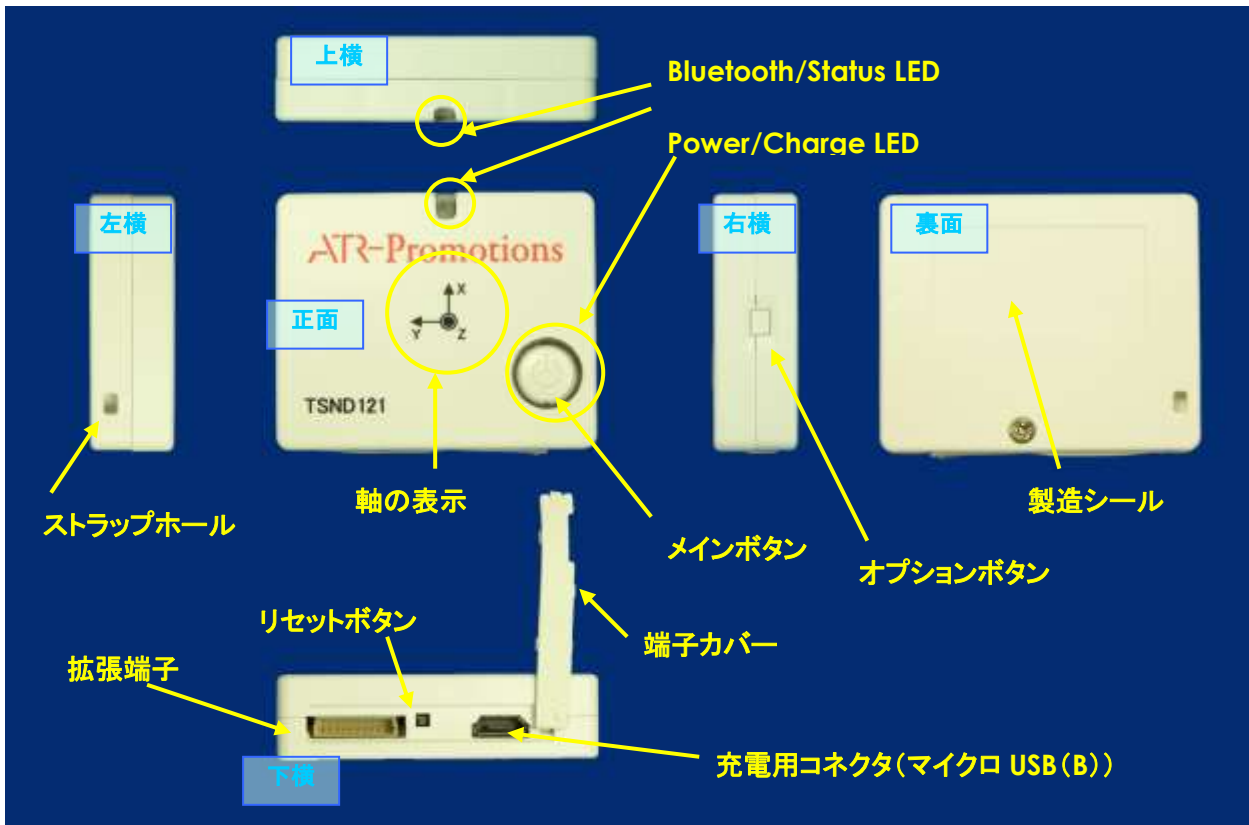 上横
Bluetooth/Status LED
Power/Charge LED
左横
ATR-Promotions
右横
裏面
X
正面
Y
Z
TSND121
軸の表示
製造シール
ストラップホール
メインボタン
オプションボタン
リセットボタン
端子カバー
拡張端子
充電用コネクタ(マイクロ USB(B))
下横